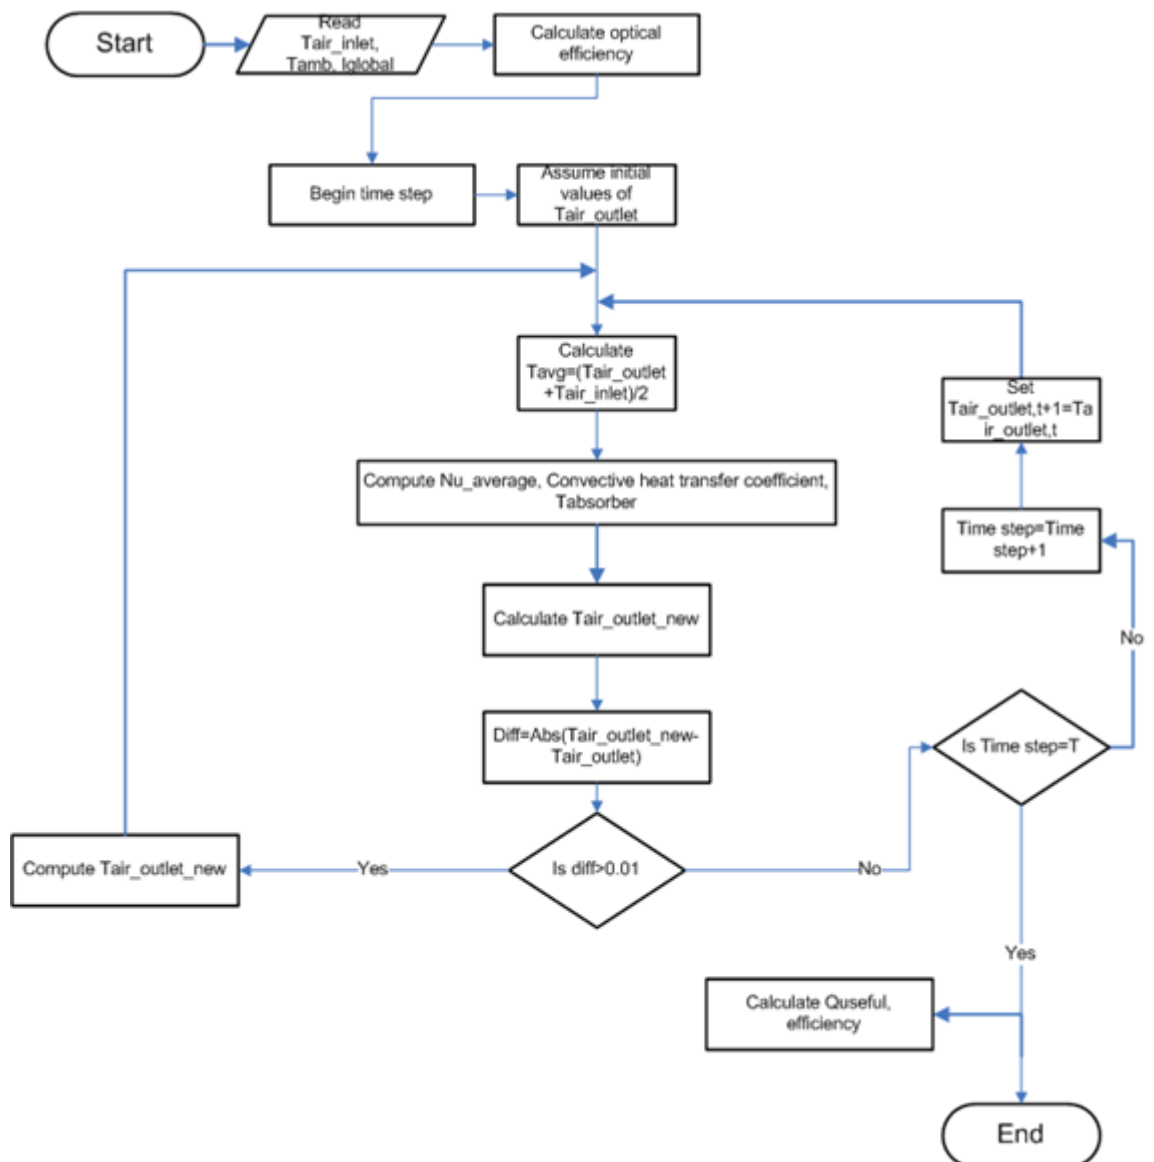 Start
Read
Tair_inlet,
Tamb, Iglobal
Calculate optical
efficiency
Begin time step
Assume initial
values of
Tair_outlet
Calculate
Tavg=(Tair_outlet
+Tair_inlet)/2
Set
Tair_outlet,t+1=Ta
ir_outlet,t
Compute Nu_average, Convective heat transfer coefficient,
Tabsorber
Time step=Time
step+1
Calculate Tair_outlet_new
No
Diff=Abs(Tair_outlet_new-
Tair_outlet)
Is Time step=T
Compute Tair_outlet_new
Yes
Is diff>0.01
No
Yes
Calculate Quseful,
efficiency
End